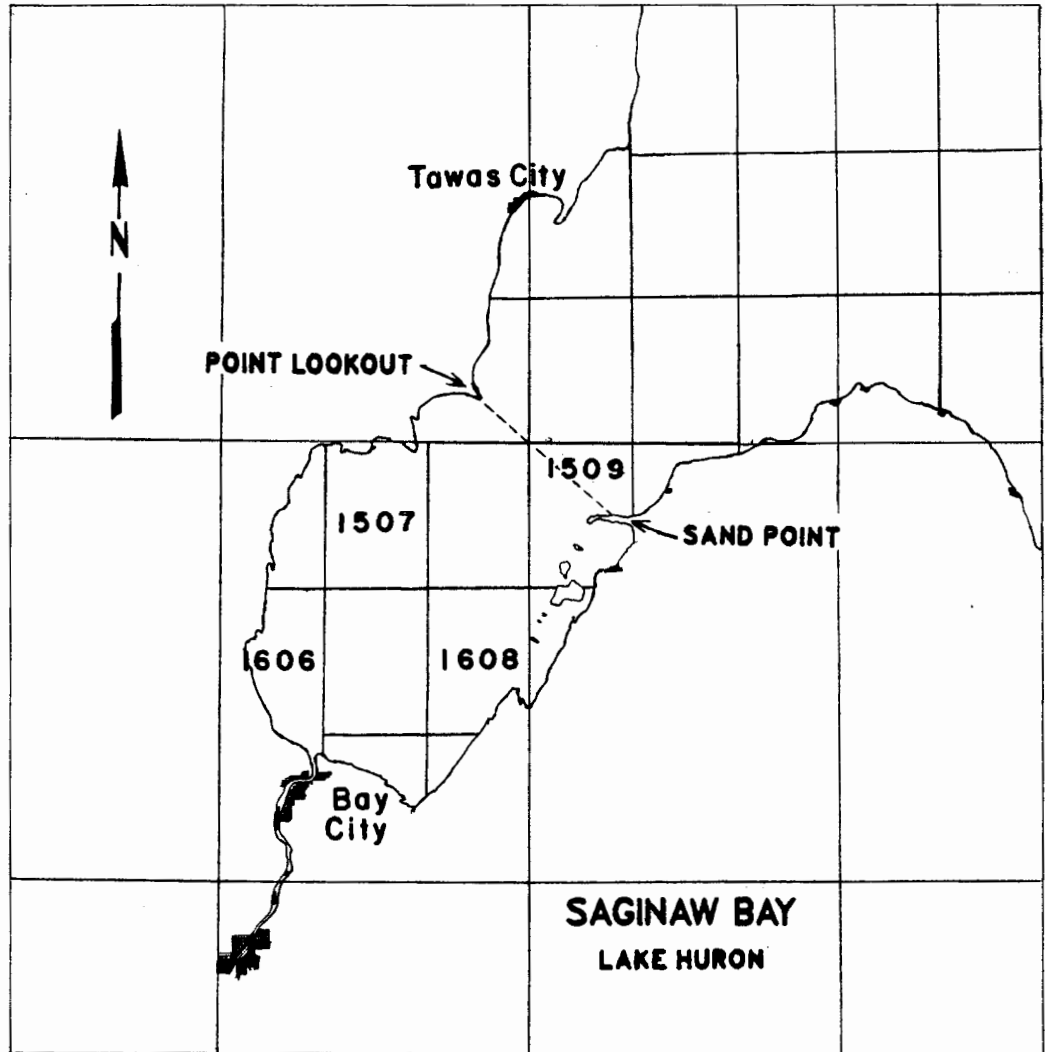 Tawas City
N
POINT LOOKOUT
1509
1507
SAND POINT
1606
1608
Bay
City
SAGINAW BAY
LAKE HURON